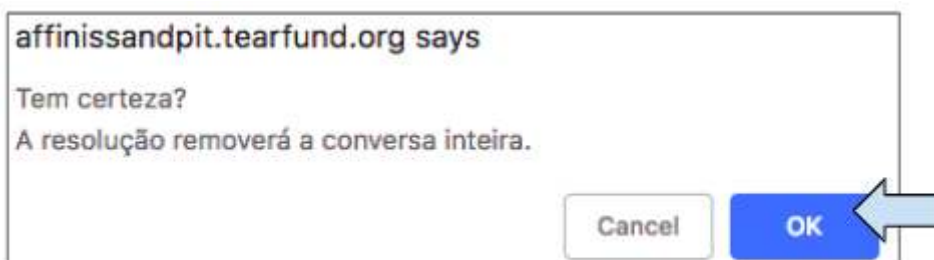 affinissandpit.tearfund.org says
Tem certeza?
A resolução removerá a conversa inteira.
Cancel OK